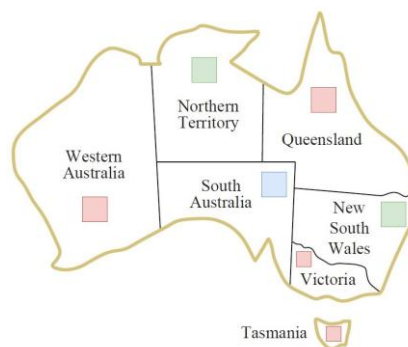 Northern
Territory
Queensland
Western
Australia
South
Australia
New
South
Wales
Victoria
Tasmania